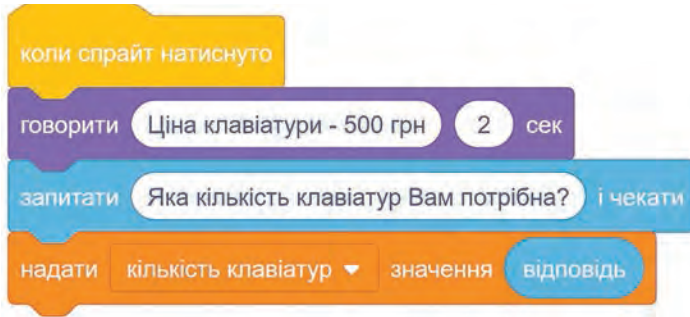 коли спрайт натиснуто
говорити Ціна клавіатури - 500 грн 2 сек
запитати Яка кількість клавіатур Вам потрібна? і чекати
надати кількість клавіатур значення відповідь